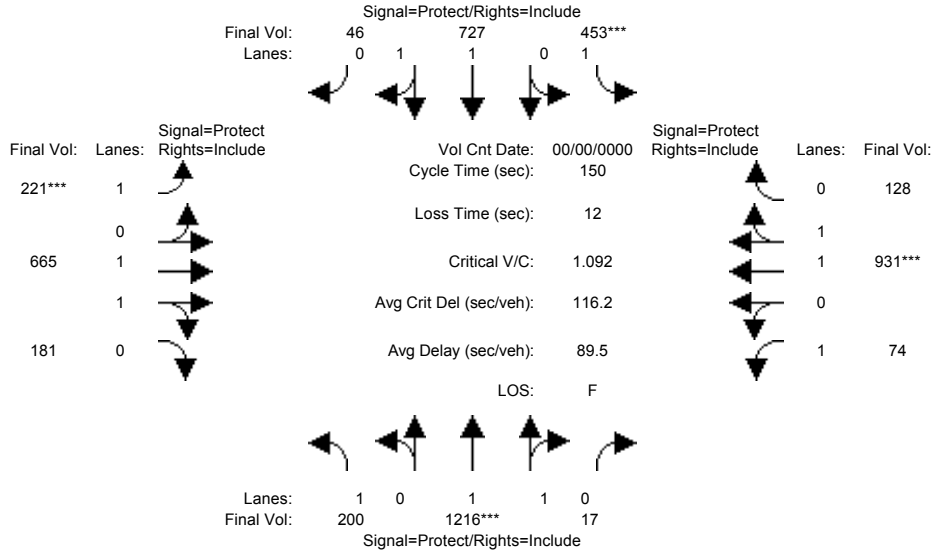 Signal=Protect/Rights=Include
Final Vol: 46 727 453***
Lanes: 0 1 1 0 1
Signal=Protect Signal=Protect
Final Vol: Lanes: Rights=Include Vol Cnt Date: 00/00/0000 Rights=Include Lanes: Final Vol:
Cycle Time (sec): 150
221*** 1 0 128
Loss Time (sec): 12
0 1
665 1 Critical V/C: 1.092 1 931***
1 Avg Crit Del (sec/veh): 116.2 0
181 0 Avg Delay (sec/veh): 89.5 1 74
LOS: F
Lanes: 1 0 1 1 0
Final Vol: 200 1216*** 17
Signal=Protect/Rights=Include